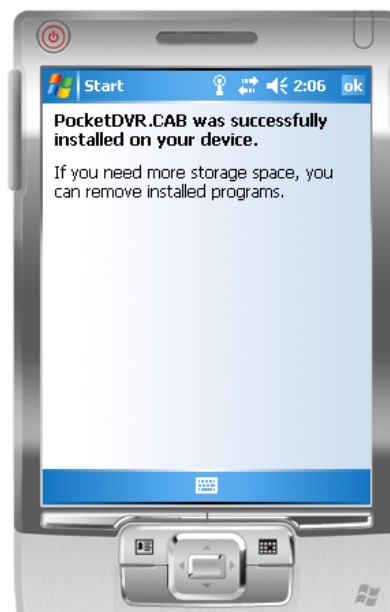 Start 2:06 ok
PocketDVR.CAB was successfully
installed on your device.
If you need more storage space, you
can remove installed programs.